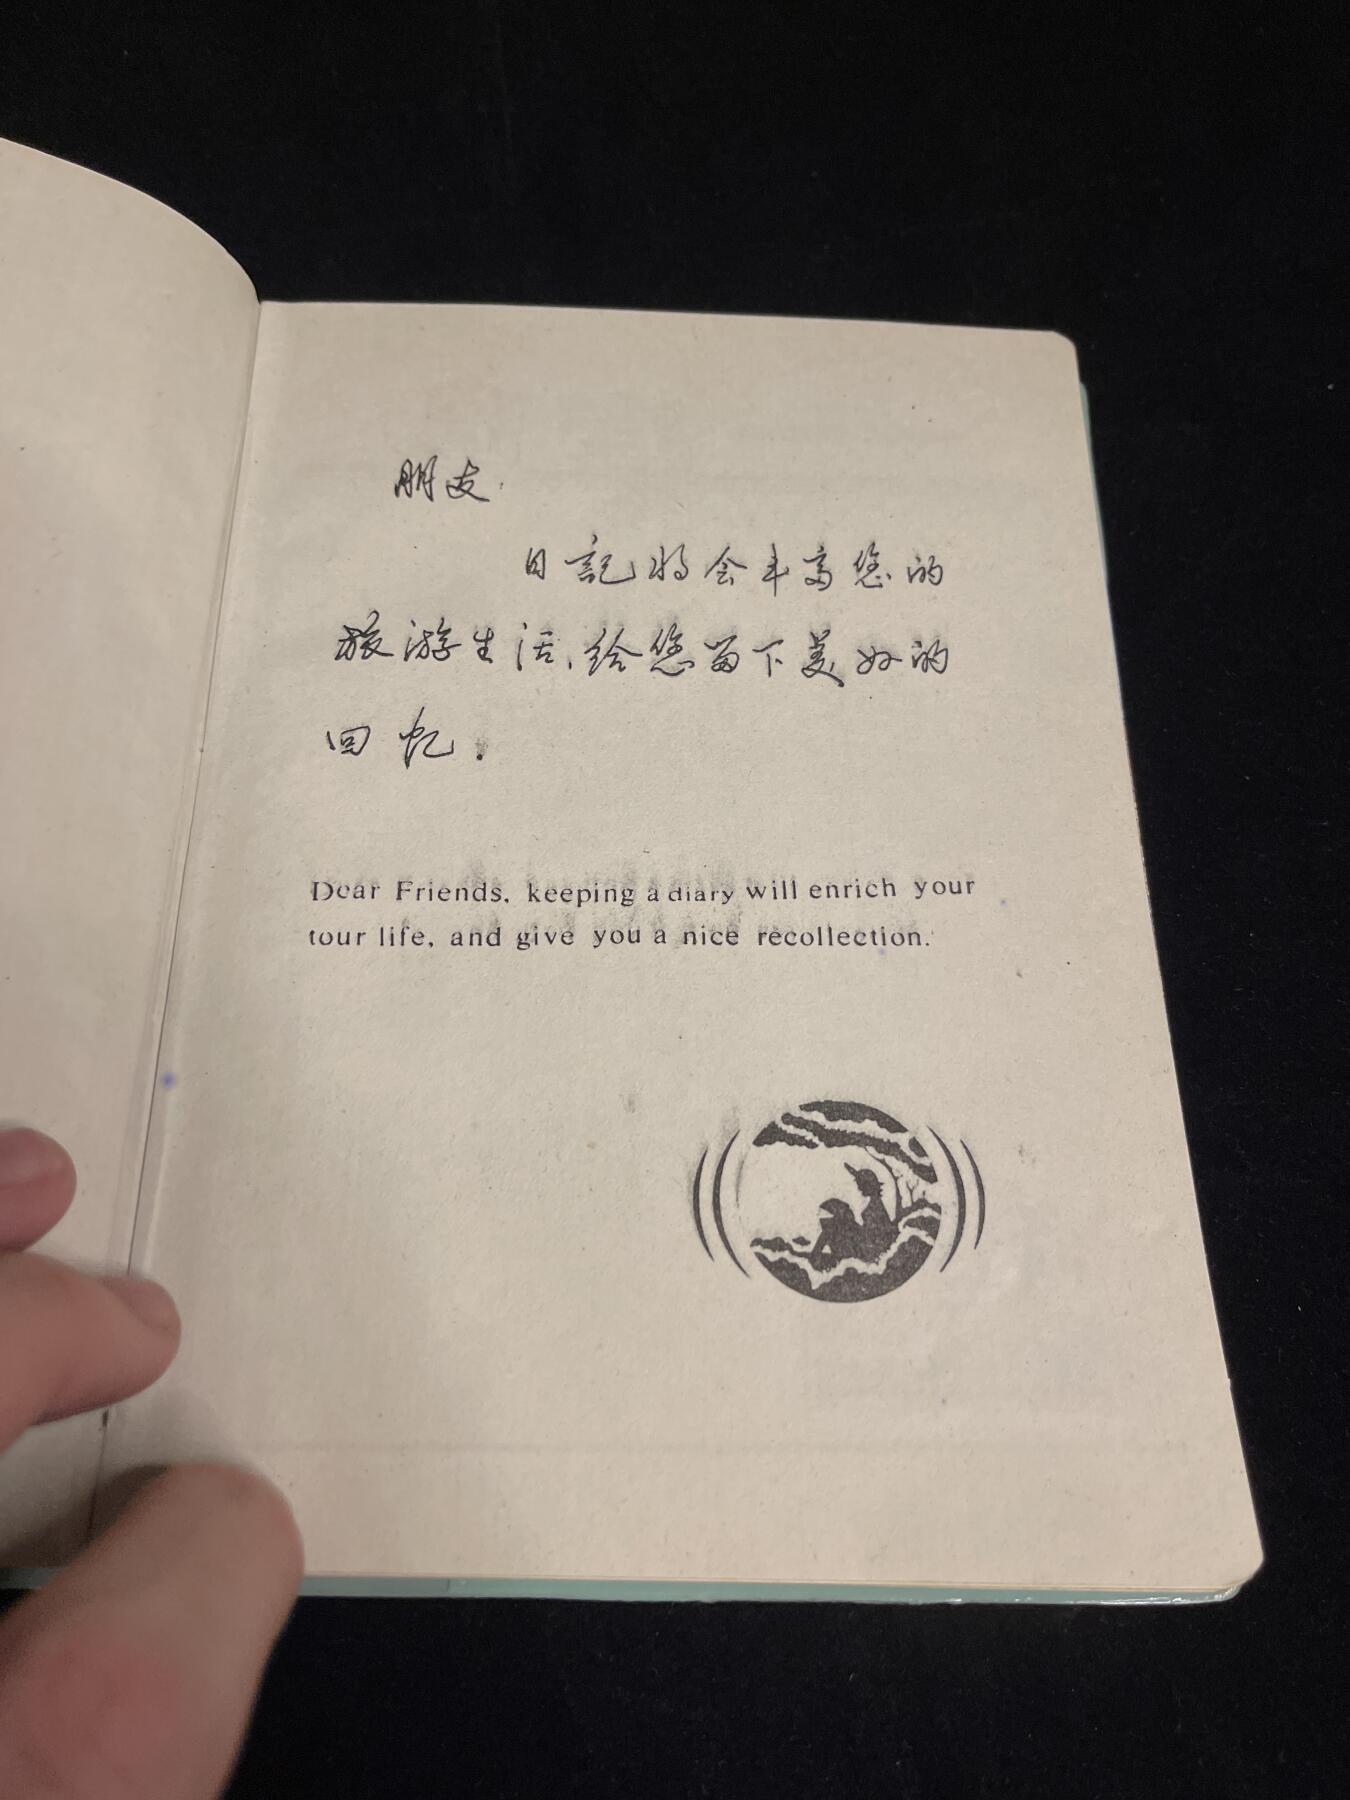 朋友.
日記将会丰富您的
旅游生活,给您留下美好的
回忆.
Dear Friends, keeping a diary will enrich your
tour life, and give you a nice recollection.